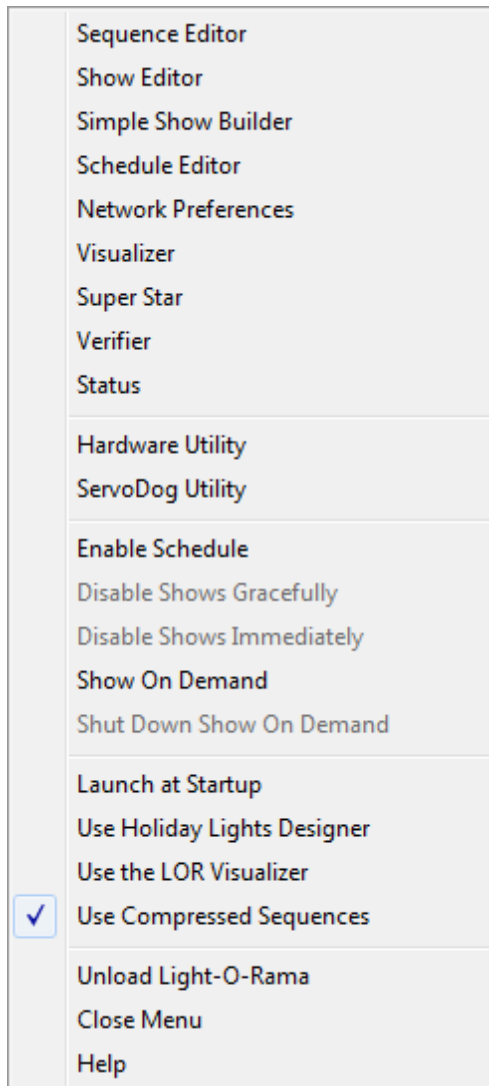 Sequence Editor
Show Editor
Simple Show Builder
Schedule Editor
Network Preferences
Visualizer
Super Star
Verifier
Status
Hardware Utility
ServoDog Utility
Enable Schedule
Disable Shows Gracefully
Disable Shows Immediately
Show On Demand
Shut Down Show On Demand
Launch at Startup
Use Holiday Lights Designer
Use the LOR Visualizer
Use Compressed Sequences
Unload Light-O-Rama
Close Menu
Help